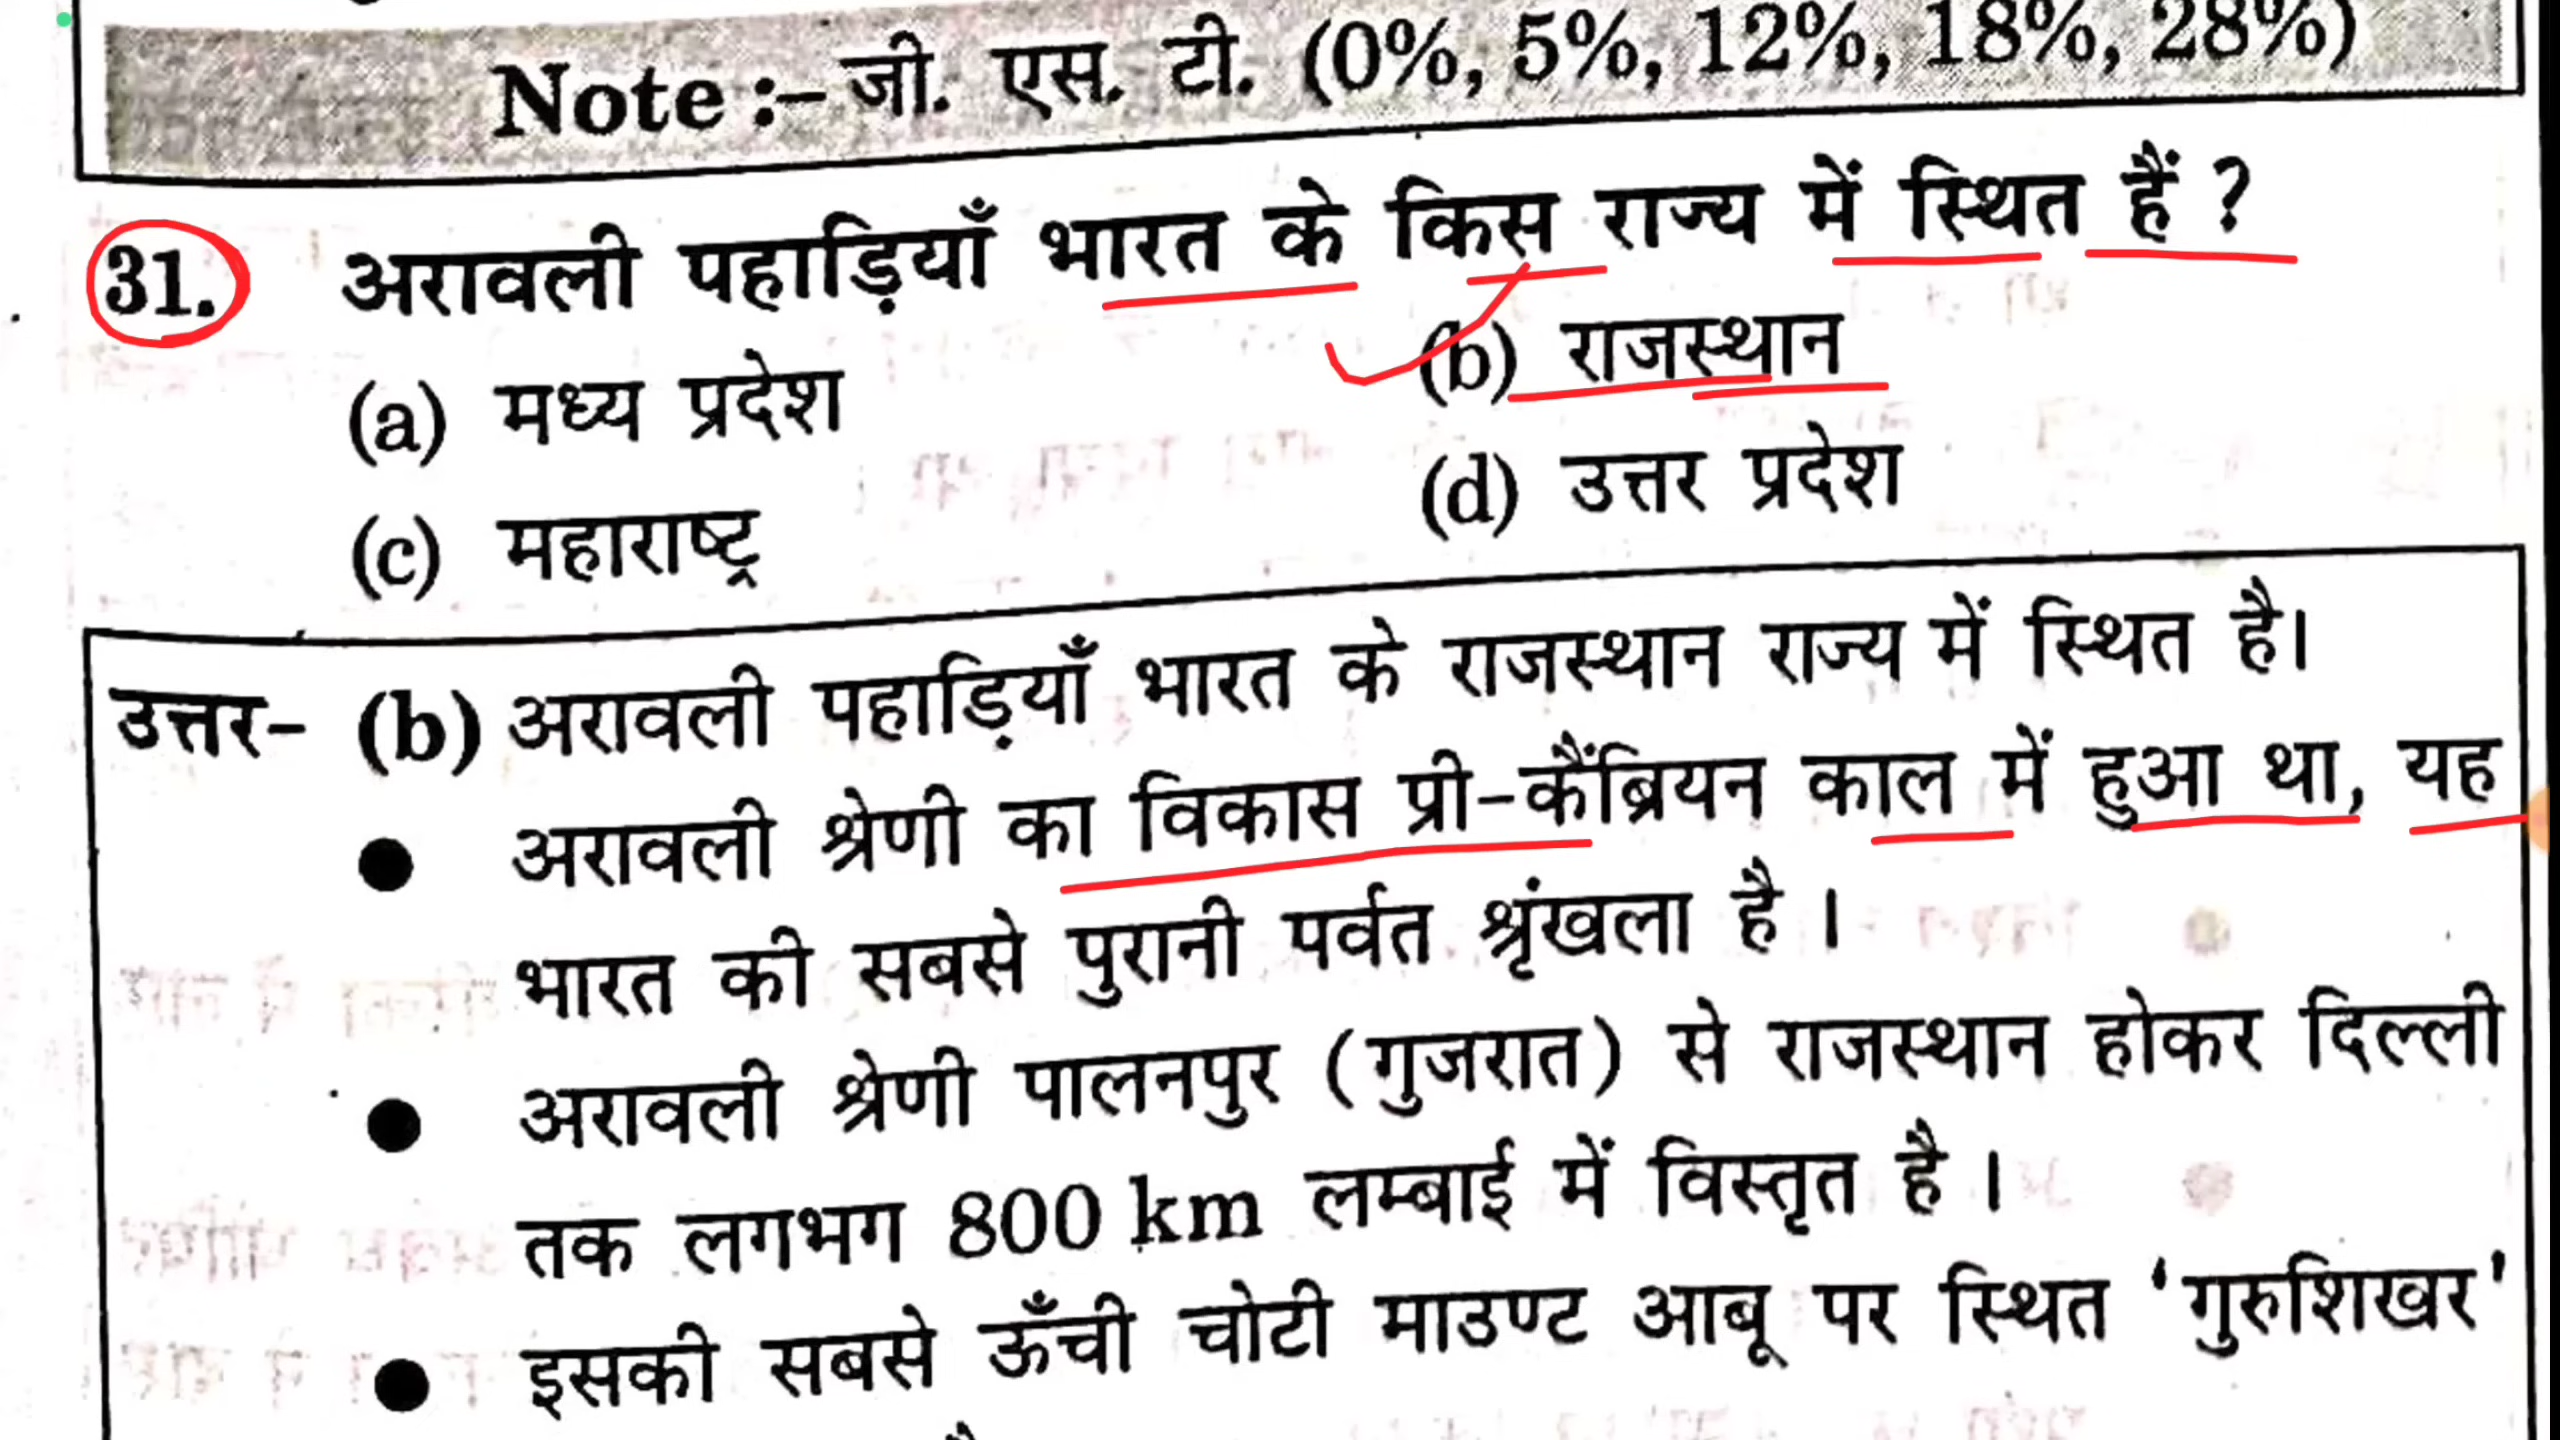 Note :– जी. एस. टी. (0%, 5%, 12%, 18%, 28%)
31. अरावली पहाड़ियाँ भारत के किस राज्य में स्थित हैं ?
(a) मध्य प्रदेश (b) राजस्थान
(c) महाराष्ट्र (d) उत्तर प्रदेश
उत्तर– (b) अरावली पहाड़ियाँ भारत के राजस्थान राज्य में स्थित है।
● अरावली श्रेणी का विकास प्री-कैंब्रियन काल में हुआ था, यह
भारत की सबसे पुरानी पर्वत श्रृंखला है ।
● अरावली श्रेणी पालनपुर (गुजरात) से राजस्थान होकर दिल्ली
तक लगभग 800 km लम्बाई में विस्तृत है ।
● इसकी सबसे ऊँची चोटी माउण्ट आबू पर स्थित 'गुरुशिखर'